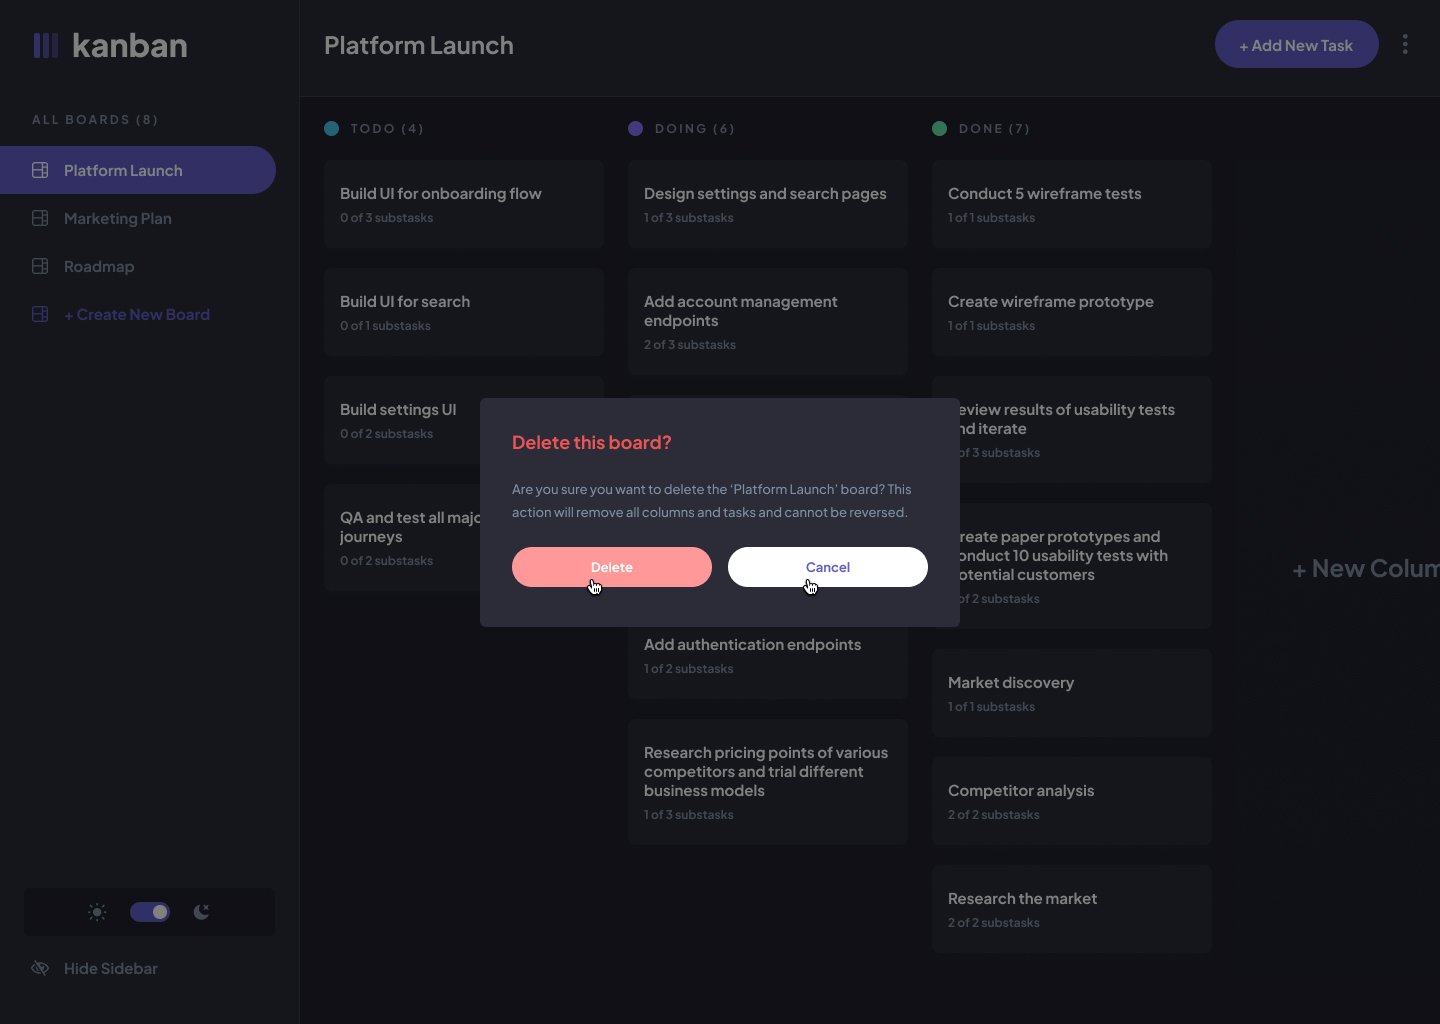 kanban
ALL BOARDS (8)
Platform Launch
Marketing Plan
Roadmap
+ Create New Board
Hide Sidebar
Platform Launch
+ Add New Task
TODO (4)
Build UI for onboarding flow
0 of 3 substasks
Build UI for search
0 of 1 substasks
Build settings UI
0 of 2 substasks
QA and test all majo
journeys
0 of 2 substasks
DOING (6)
Design settings and search pages
1 of 3 substasks
Add account management
endpoints
2 of 3 substasks
Add authentication endpoints
1 of 2 substasks
Research pricing points of various
competitors and trial different
business models
1 of 3 substasks
DONE (7)
Conduct 5 wireframe tests
1 of 1 substasks
Create wireframe prototype
1 of 1 substasks
eview results of usability tests
nd iterate
of 3 substasks
reate paper prototypes and
onduct 10 usability tests with
otential customers
of 2 substasks
Market discovery
1 of 1 substasks
Competitor analysis
2 of 2 substasks
Research the market
2 of 2 substasks
+ New Colum
Delete this board?
Are you sure you want to delete the ‘Platform Launch’ board? This
action will remove all columns and tasks and cannot be reversed.
Delete
Cancel